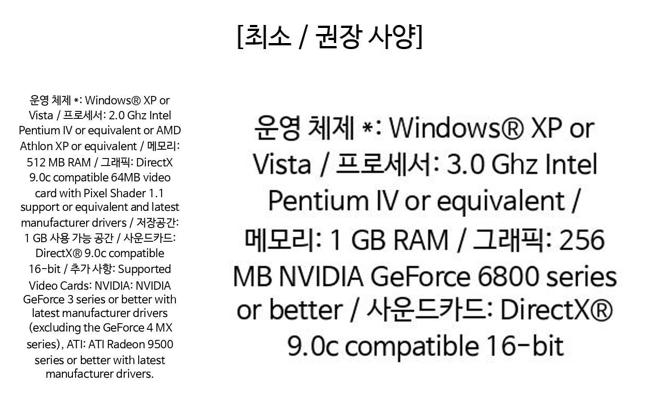 [최소 / 권장 사양]
운영 체제 *: Windows® XP or
Vista / 프로세서: 2.0 Ghz Intel
Pentium IV or equivalent or AMD
Athlon XP or equivalent / 메모리:
512 MB RAM / 그래픽: DirectX
9.0c compatible 64MB video
card with Pixel Shader 1.1
support or equivalent and latest
manufacturer drivers / 저장공간:
1 GB 사용 가능 공간 / 사운드카드:
DirectX® 9.0c compatible
16-bit / 추가 사항: Supported
Video Cards: NVIDIA: NVIDIA
GeForce 3 series or better with
latest manufacturer drivers
(excluding the GeForce 4 MX
series), ATI: ATI Radeon 9500
series or better with latest
manufacturer drivers.
운영 체제 *: Windows® XP or
Vista / 프로세서: 3.0 Ghz Intel
Pentium IV or equivalent /
메모리: 1 GB RAM / 그래픽: 256
MB NVIDIA GeForce 6800 series
or better / 사운드카드: DirectX®
9.0c compatible 16-bit